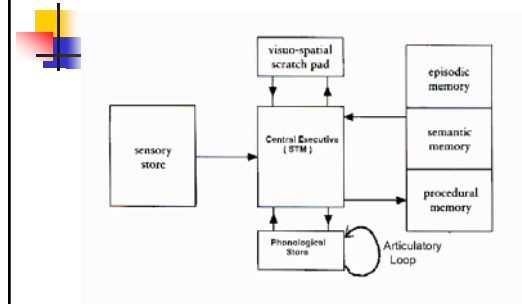 visuo-spatial
scratch pad
episodic
memory
sensory
store
Central Executive
( STM )
semantic
memory
procedural
memory
Phonological
Store
Articulatory
Loop